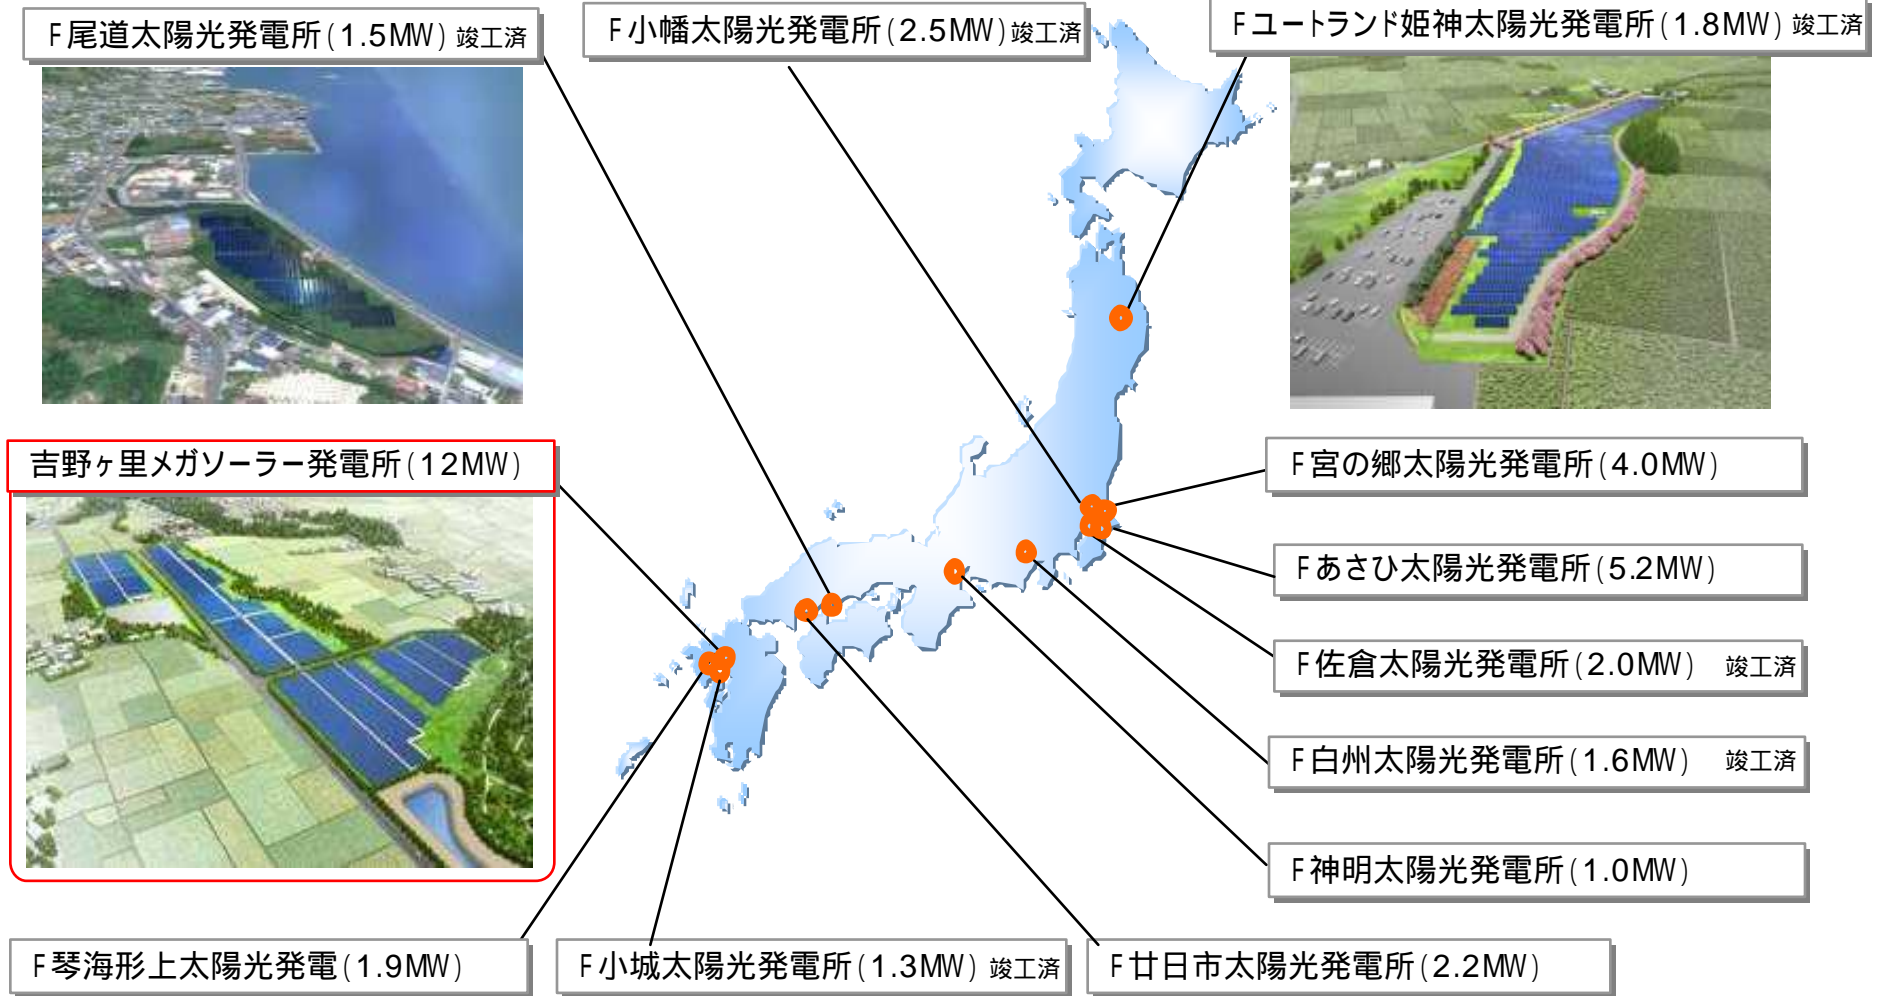 F尾道太陽光発電所(1.5MW) 竣工済
F小幡太陽光発電所(2.5MW)竣工済
Fユートランド姫神太陽光発電所(1.8MW) 竣工済
吉野ヶ里メガソーラー発電所(12MW)
F宮の郷太陽光発電所(4.0MW)
Fあさひ太陽光発電所(5.2MW)
F佐倉太陽光発電所(2.0MW) 竣工済
F白州太陽光発電所(1.6MW) 竣工済
F神明太陽光発電所(1.0MW)
F琴海形上太陽光発電(1.9MW)
F小城太陽光発電所(1.3MW) 竣工済
F廿日市太陽光発電所(2.2MW)